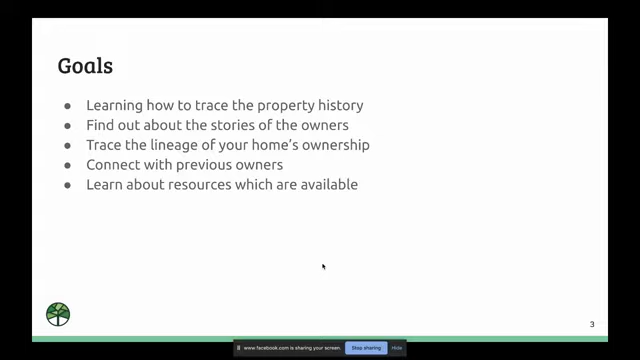 Goals
● Learning how to trace the property history
● Find out about the stories of the owners
● Trace the lineage of your home's ownership
● Connect with previous owners
● Learn about resources which are available
3
www.facebook.com is sharing your screen. Stop sharing Hide